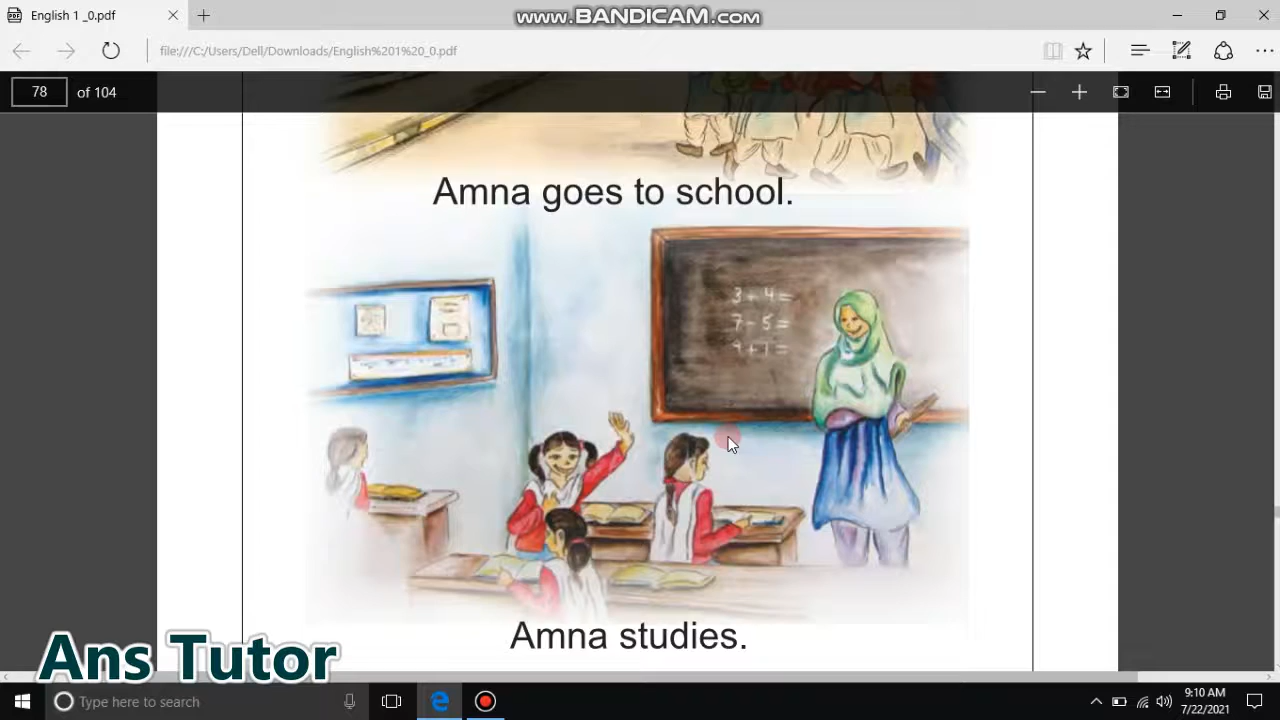 English 1 _0.pdf
www.BANDICAM.com
file:///C:/Users/Dell/Downloads/English%201%20_0.pdf
78 of 104
Amna goes to school.
3 + 4 =
7 - 5 =
Amna studies.
Ans Tutor
Type here to search
9:10 AM
7/22/2021